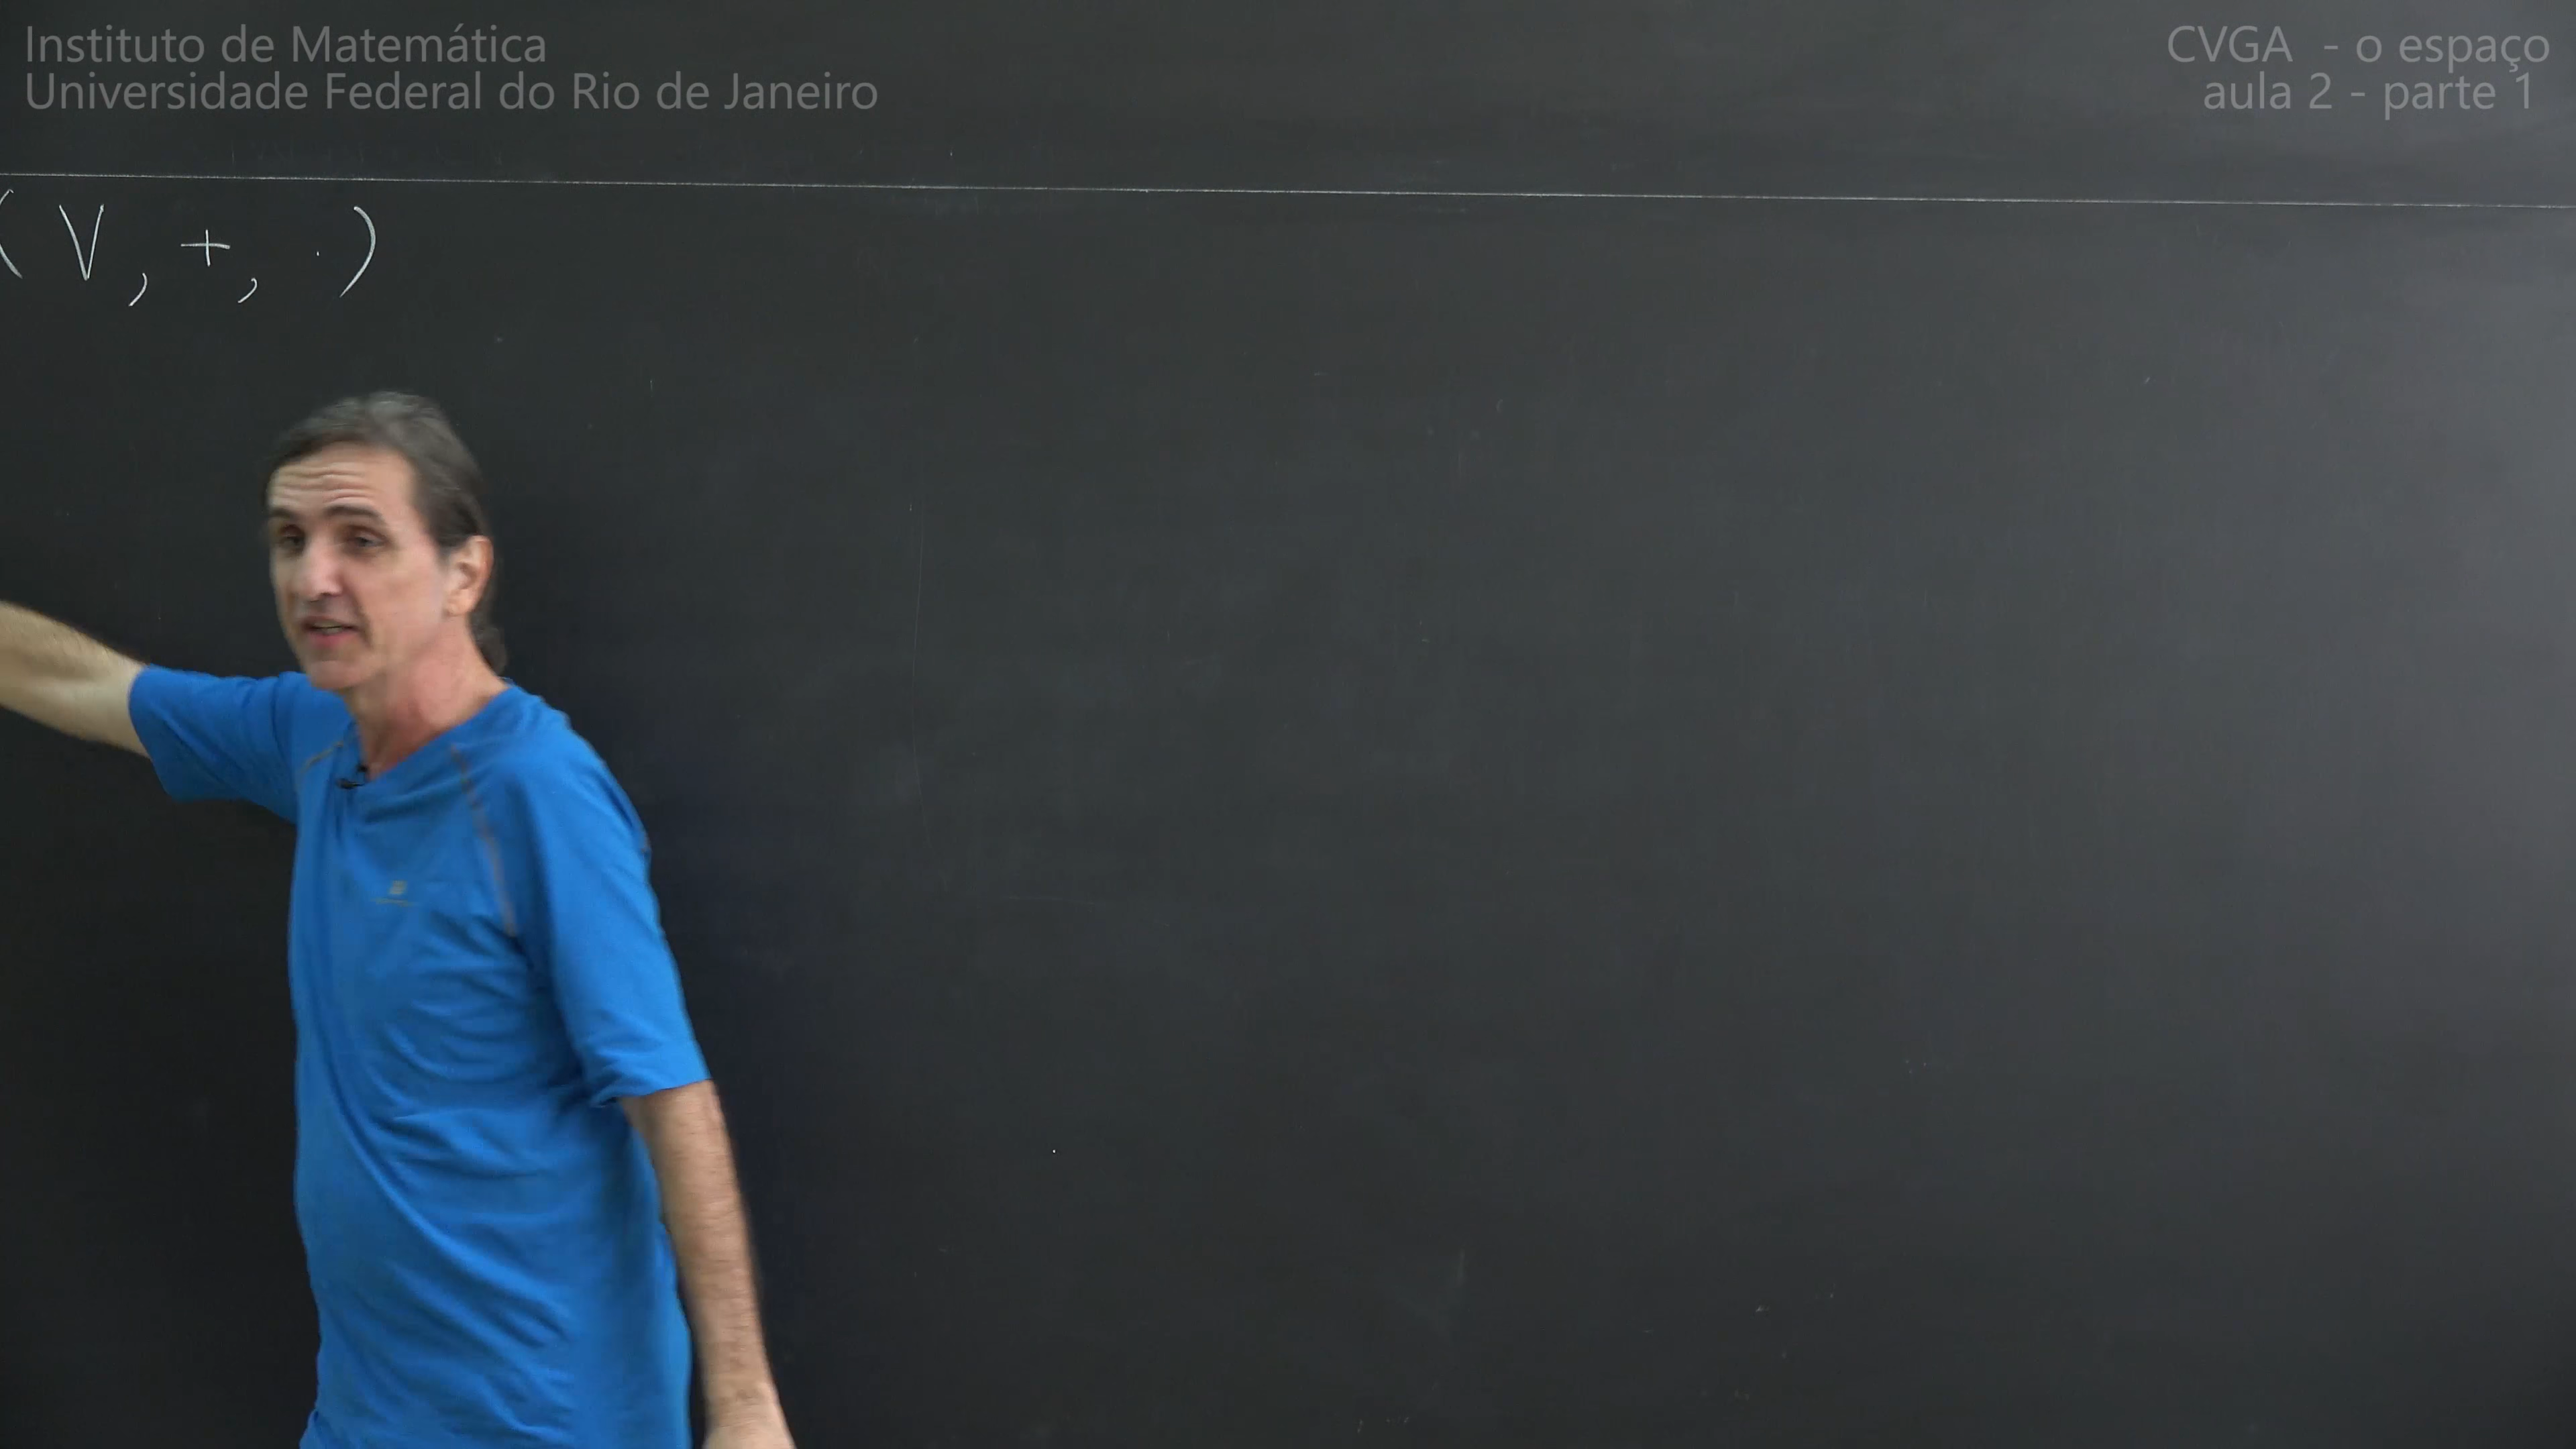 Instituto de Matemática
Universidade Federal do Rio de Janeiro
CVGA - o espaço
aula 2 - parte 1
( V, +, · )